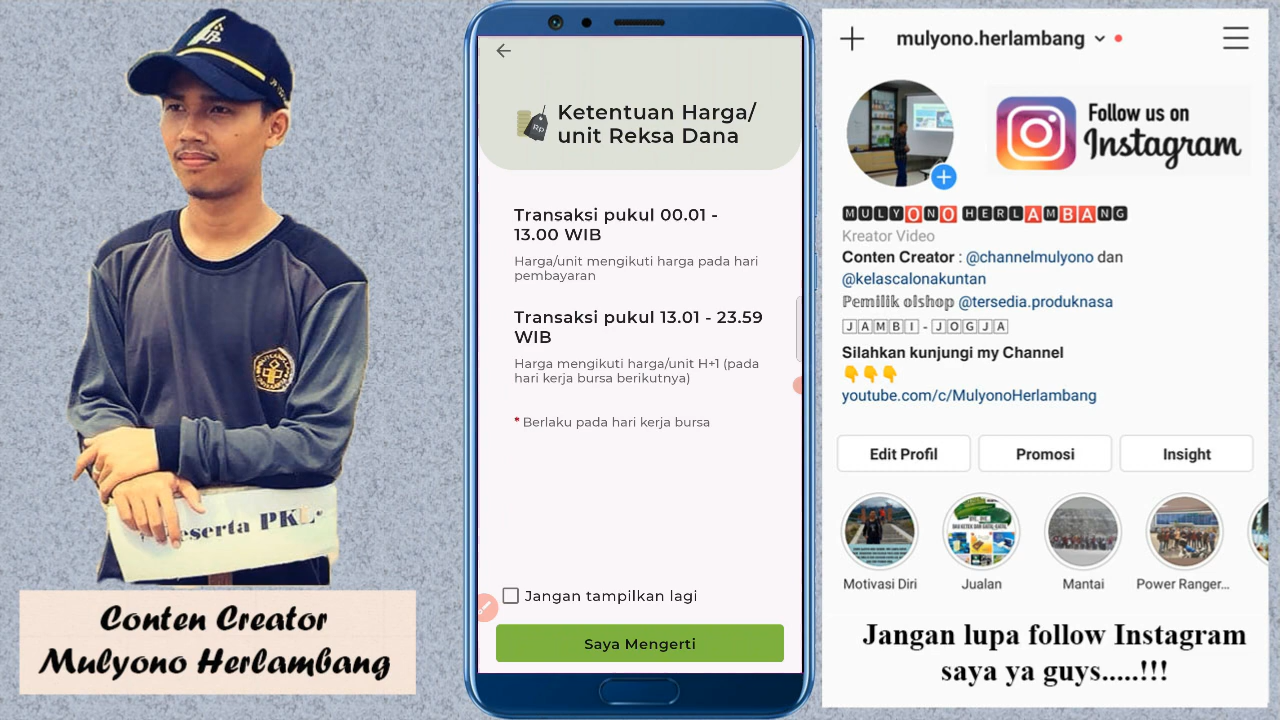 eserta PKL
Conten Creator
Mulyono Herlambang
Ketentuan Harga/
unit Reksa Dana
RP
Transaksi pukul 00.01 -
13.00 WIB
Harga/unit mengikuti harga pada hari
pembayaran
Transaksi pukul 13.01 - 23.59
WIB
Harga mengikuti harga/unit H+1 (pada
hari kerja bursa berikutnya)
* Berlaku pada hari kerja bursa
Jangan tampilkan lagi
Saya Mengerti
mulyono.herlambang
Follow us on
Instagram
MULYONO HERLAMBANG
Kreator Video
Conten Creator : @channelmulyono dan
@kelascalonakuntan
Pemilik olshop @tersedia.produknasa
JAMBI - JOGJA
Silahkan kunjungi my Channel
👇👇👇
youtube.com/c/MulyonoHerlambang
Edit Profil
Promosi
Insight
Motivasi Diri
Jualan
Mantai
Power Ranger...
Jangan lupa follow Instagram
saya ya guys.....!!!